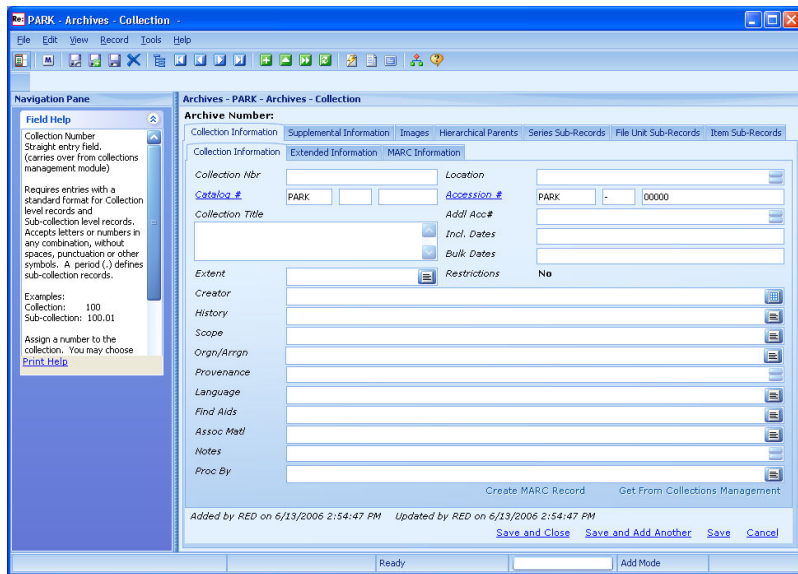 Re: PARK - Archives - Collection -
File Edit View Record Tools Help
M
Navigation Pane
Archives - PARK - Archives - Collection
Field Help
Collection Number
Straight entry field.
(carries over from collections
management module)
Requires entries with a
standard format for Collection
level records and
Sub-collection level records.
Accepts letters or numbers in
any combination, without
spaces, punctuation or other
symbols. A period (.) defines
sub-collection records.
Examples:
Collection: 100
Sub-collection: 100.01
Assign a number to the
collection. You may choose
Print Help
Archive Number:
Collection Information Supplemental Information Images Hierarchical Parents Series Sub-Records File Unit Sub-Records Item Sub-Records
Collection Information Extended Information MARC Information
Collection Nbr Location
Catalog # PARK Accession # PARK - 00000
Collection Title Addl Acc#
Incl. Dates
Bulk Dates
Extent Restrictions No
Creator
History
Scope
Orgn/Arrgn
Provenance
Language
Find Aids
Assoc Matl
Notes
Proc By
Create MARC Record Get From Collections Management
Added by RED on 6/13/2006 2:54:47 PM Updated by RED on 6/13/2006 2:54:47 PM
Save and Close Save and Add Another Save Cancel
Ready Add Mode